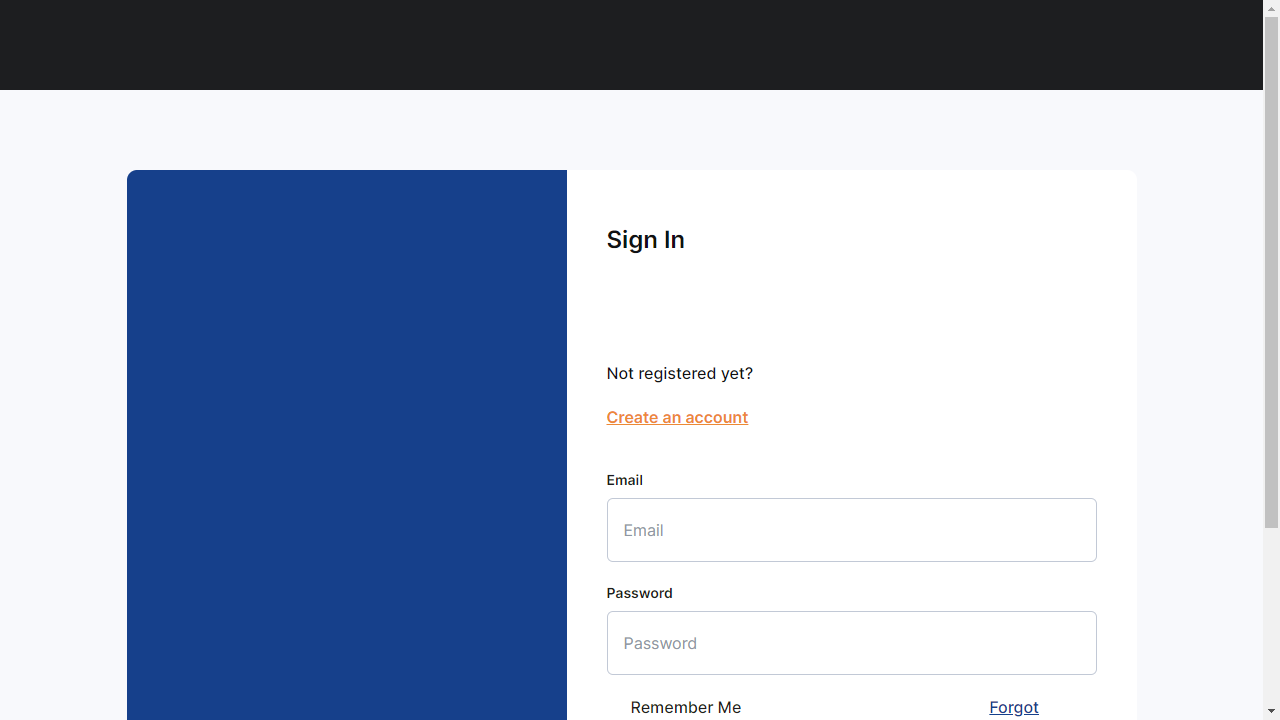 Sign In
Not registered yet?
Create an account
Email
Email
Password
Password
Remember Me
Forgot